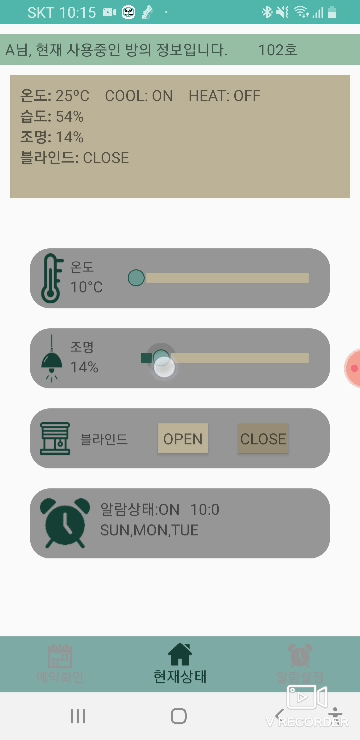 SKT 10:15
A님, 현재 사용중인 방의 정보입니다. 102호
온도: 25ºC COOL: ON HEAT: OFF
습도: 54%
조명: 14%
블라인드: CLOSE
온도
10°C
조명
14%
블라인드 OPEN CLOSE
알람상태:ON 10:0
SUN,MON,TUE
현재상태
V RECORDER